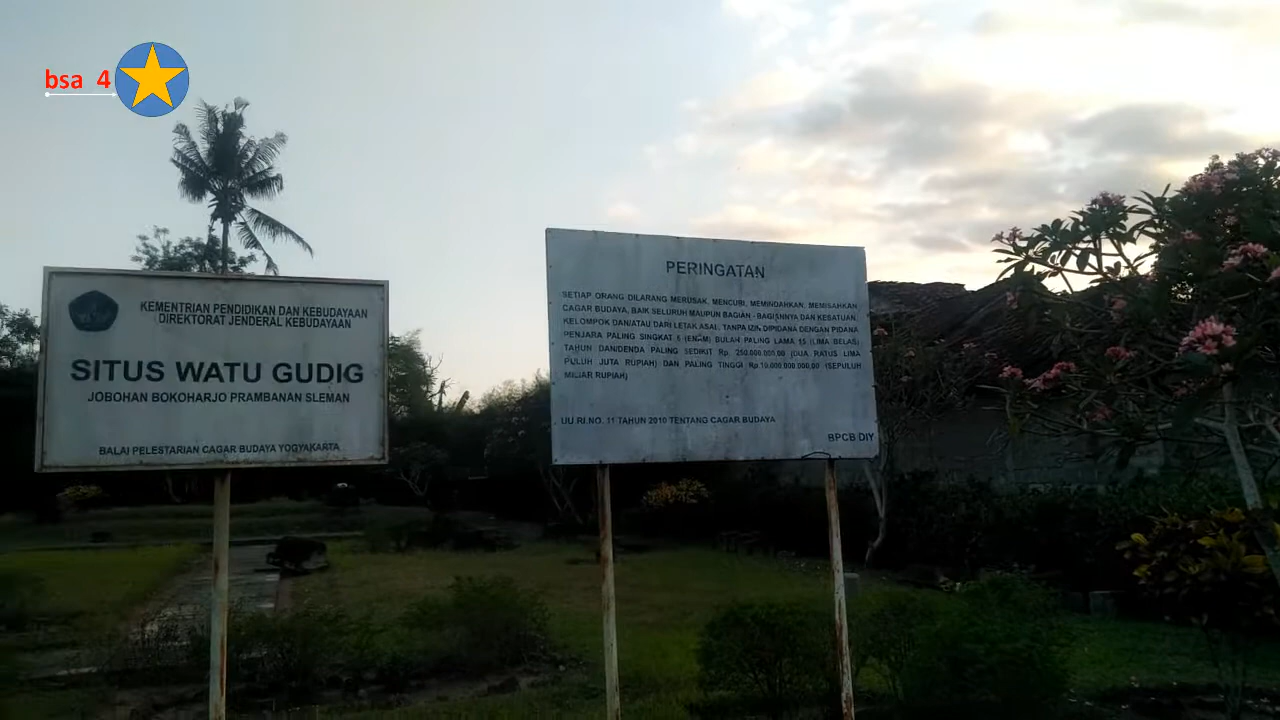 bsa 4
KEMENTRIAN PENDIDIKAN DAN KEBUDAYAAN
DIREKTORAT JENDERAL KEBUDAYAAN
SITUS WATU GUDIG
JOBOHAN BOKOHARJO PRAMBANAN SLEMAN
BALAI PELESTARIAN CAGAR BUDAYA YOGYAKARTA
PERINGATAN
SETIAP ORANG DILARANG MERUSAK, MENCURI, MEMINDAHKAN, MEMISAHKAN
CAGAR BUDAYA, BAIK SELURUH MAUPUN BAGIAN - BAGIANNYA DAN KESATUAN,
KELOMPOK DAN/ATAU DARI LETAK ASAL, TANPA IZIN DIPIDANA DENGAN PIDANA
PENJARA PALING SINGKAT 6 (ENAM) BULAH PALING LAMA 15 (LIMA BELAS)
TAHUN DAN/DENDA PALING SEDIKIT Rp. 250.000.000.00 (DUA RATUS LIMA
PULUH JUTA RUPIAH) DAN PALING TINGGI Rp.10.000.000.000.00 (SEPULUH
MILIAR RUPIAH)
UU RI.NO. 11 TAHUN 2010 TENTANG CAGAR BUDAYA
BPCB DIY